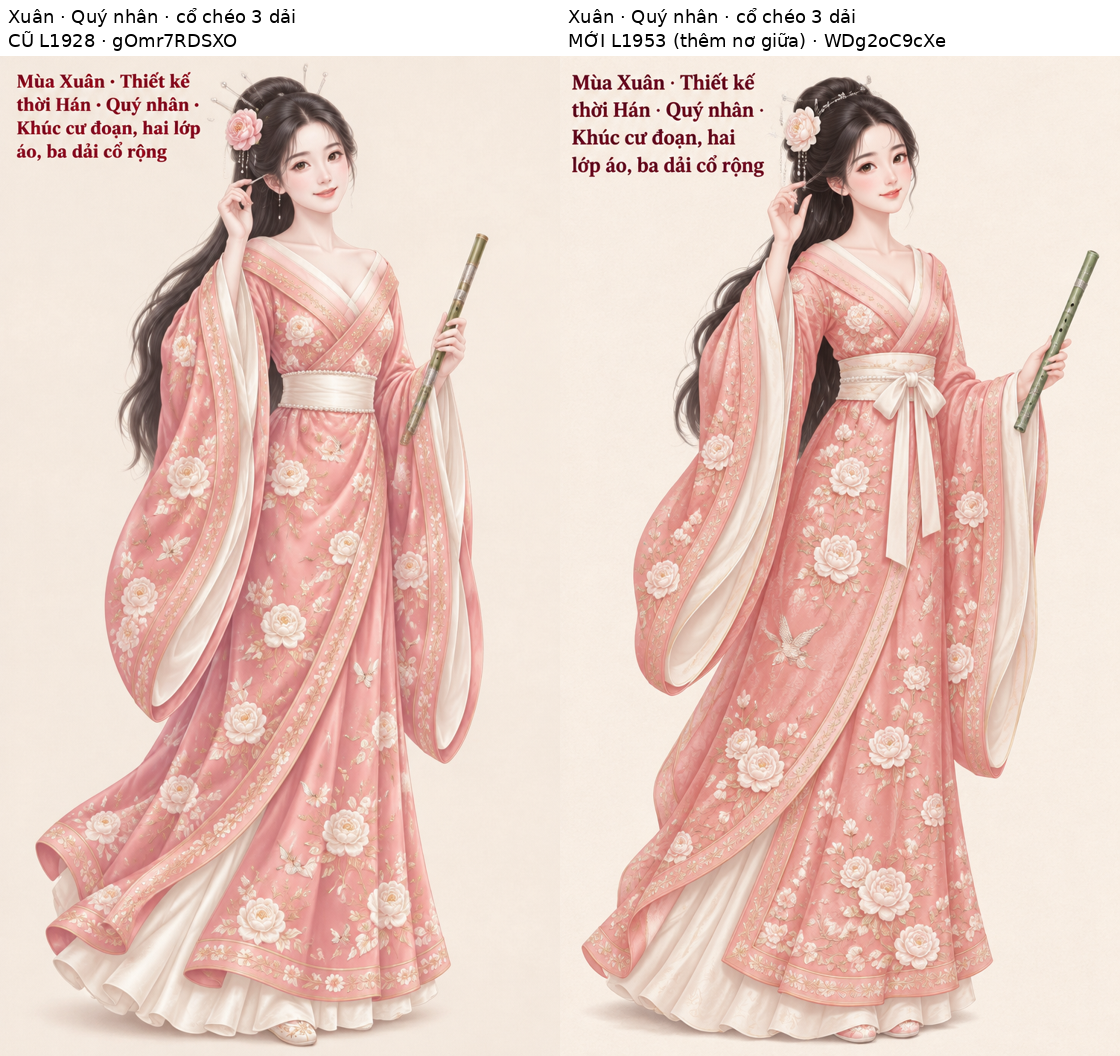 Xuân · Quý nhân · cổ chéo 3 dải
CŨ L1928 · gOmr7RDSXO
Mùa Xuân · Thiết kế
thời Hán · Quý nhân ·
Khúc cư đoạn, hai lớp
áo, ba dải cổ rộng
Xuân · Quý nhân · cổ chéo 3 dải
MỚI L1953 (thêm nơ giữa) · WDg2oC9cXe
Mùa Xuân · Thiết kế
thời Hán · Quý nhân ·
Khúc cư đoạn, hai
lớp áo, ba dải cổ rộng